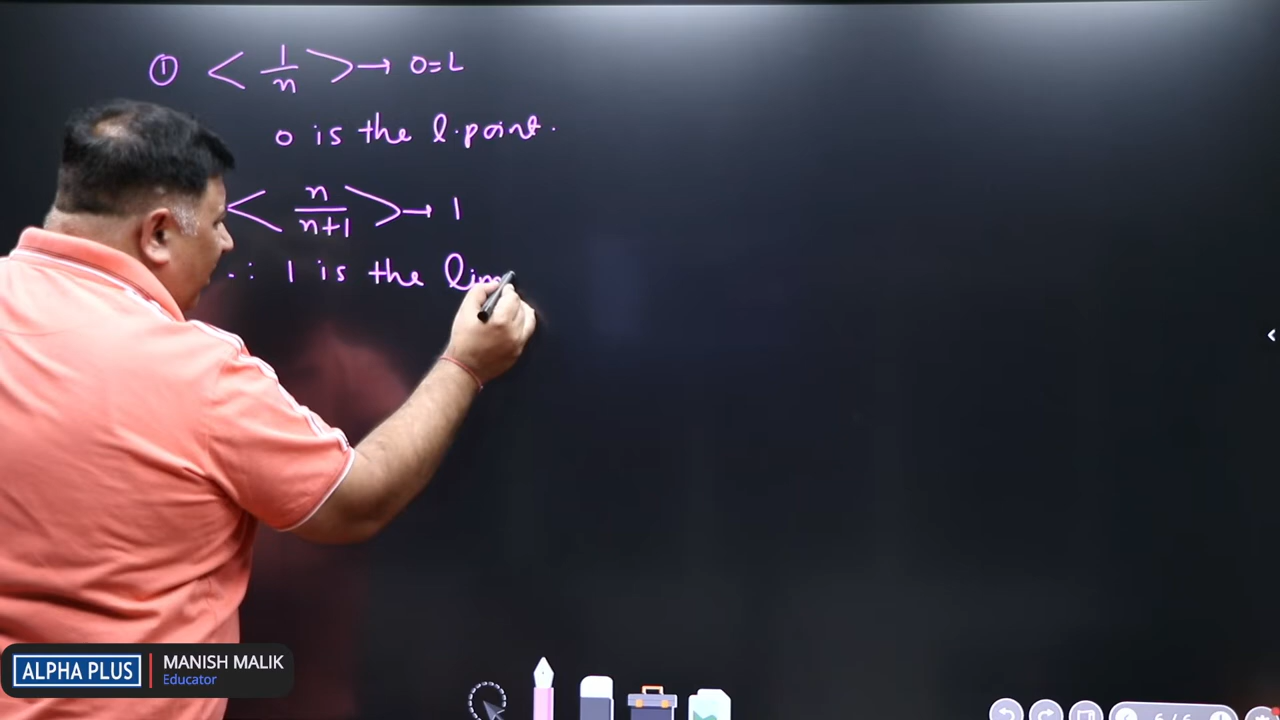 ① < 1/n > → 0=L
0 is the l.point.
< n/n+1 > → 1
∴ 1 is the lim
ALPHA PLUS
MANISH MALIK
Educator